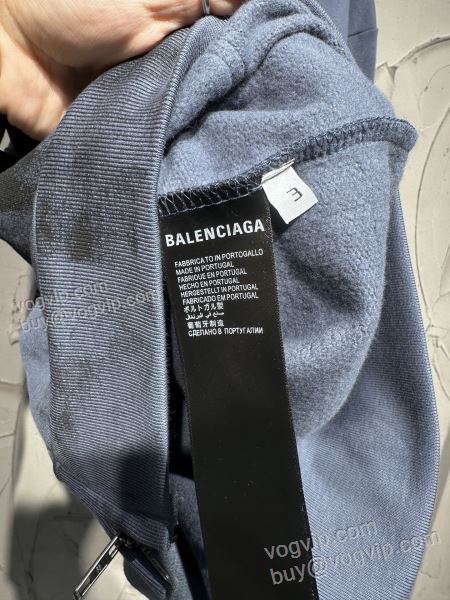 3
BALENCIAGA
FABBRICATO IN PORTOGALLO
MADE IN PORTUGAL
FABRIQUE EN PORTUGAL
HECHO EN PORTUGAL
HERGESTELLT IN PORTUGAL
FABRICADO EM PORTUGAL
ポルトガル製
葡萄牙制造
СДЕЛАНО В ПОРТУГАЛИИ
vogvip.com
buy@vogvip.com
vogvip.com
buy@vogvip.com